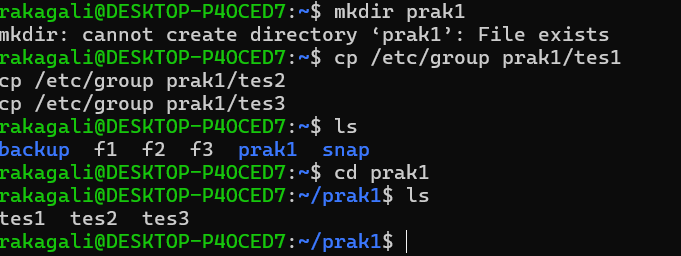 rakagali@DESKTOP-P4OCED7:~$ mkdir prak1
mkdir: cannot create directory ‘prak1’: File exists
rakagali@DESKTOP-P4OCED7:~$ cp /etc/group prak1/tes1
cp /etc/group prak1/tes2
cp /etc/group prak1/tes3
rakagali@DESKTOP-P4OCED7:~$ ls
backup  f1  f2  f3  prak1  snap
rakagali@DESKTOP-P4OCED7:~$ cd prak1
rakagali@DESKTOP-P4OCED7:~/prak1$ ls
tes1  tes2  tes3
rakagali@DESKTOP-P4OCED7:~/prak1$